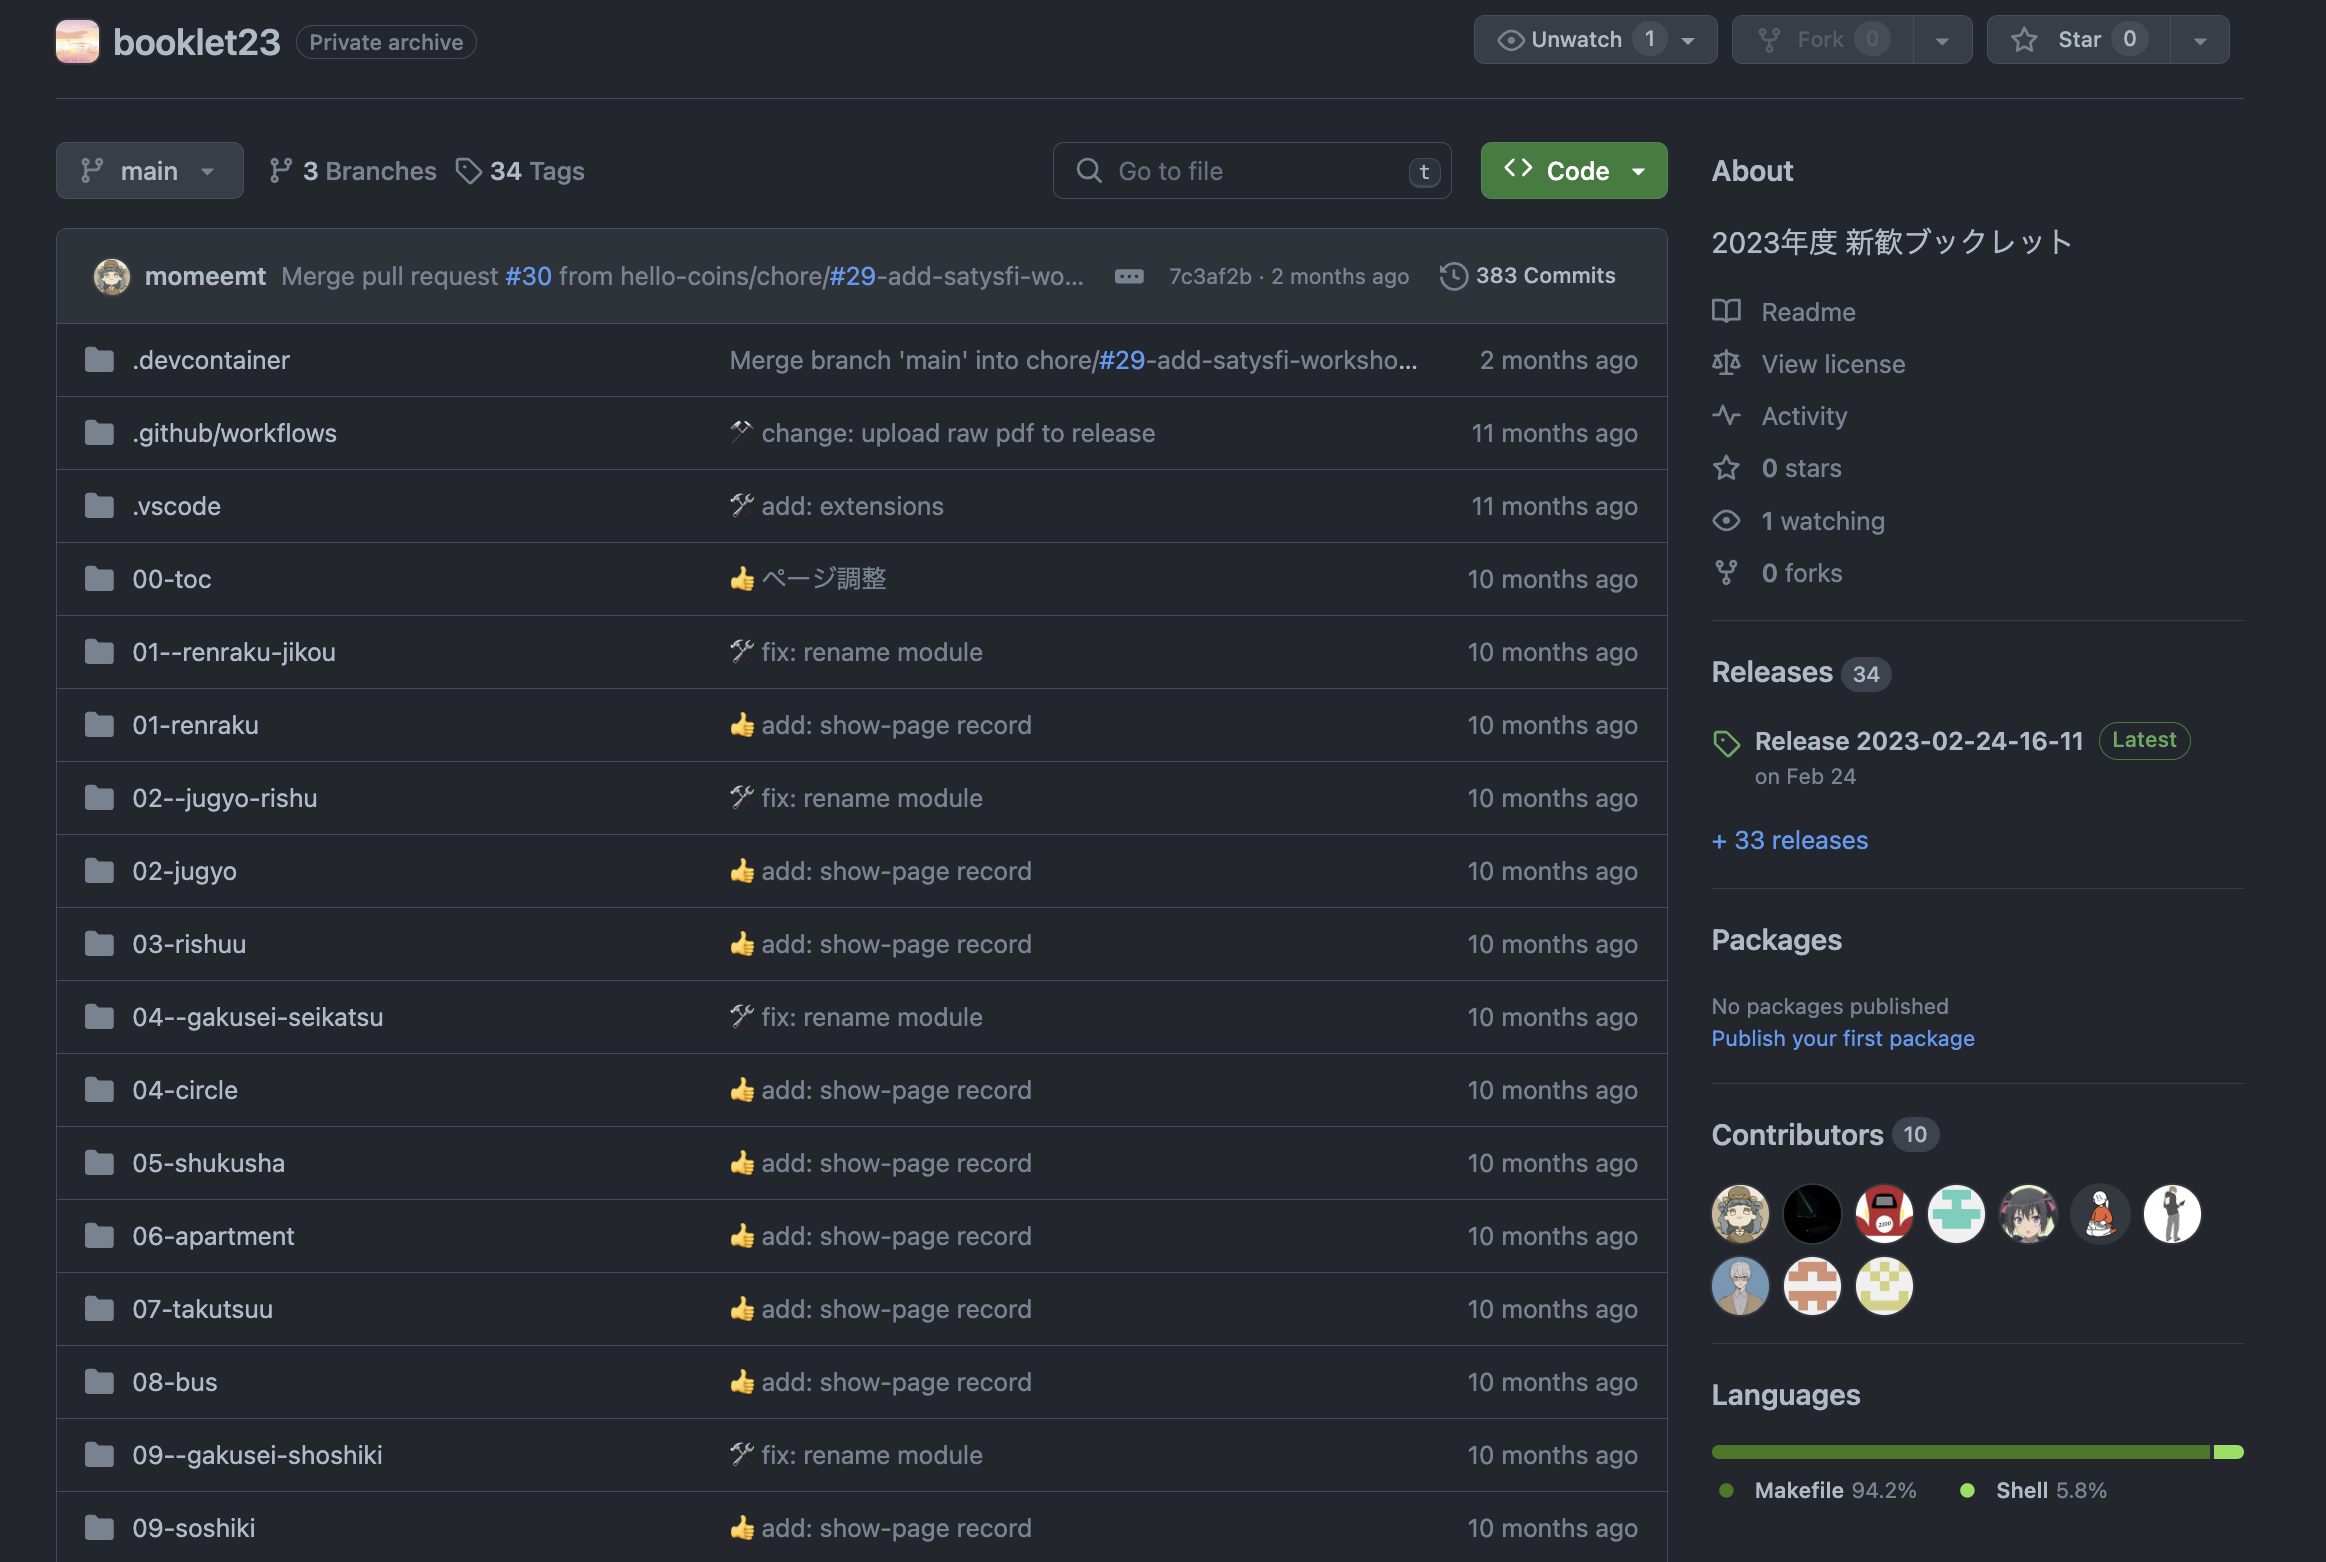 booklet23 Private archive Unwatch 1 Fork 0 Star 0
main 3 Branches 34 Tags Go to file t Code
momeemt Merge pull request #30 from hello-coins/chore/#29-add-satysfi-wo... 7c3af2b · 2 months ago 383 Commits
.devcontainer Merge branch 'main' into chore/#29-add-satysfi-worksho... 2 months ago
.github/workflows ⚒️ change: upload raw pdf to release 11 months ago
.vscode 🛠️ add: extensions 11 months ago
00-toc 👍 ページ調整 10 months ago
01--renraku-jikou 🛠️ fix: rename module 10 months ago
01-renraku 👍 add: show-page record 10 months ago
02--jugyo-rishu 🛠️ fix: rename module 10 months ago
02-jugyo 👍 add: show-page record 10 months ago
03-rishuu 👍 add: show-page record 10 months ago
04--gakusei-seikatsu 🛠️ fix: rename module 10 months ago
04-circle 👍 add: show-page record 10 months ago
05-shukusha 👍 add: show-page record 10 months ago
06-apartment 👍 add: show-page record 10 months ago
07-takutsuu 👍 add: show-page record 10 months ago
08-bus 👍 add: show-page record 10 months ago
09--gakusei-shoshiki 🛠️ fix: rename module 10 months ago
09-soshiki 👍 add: show-page record 10 months ago
About
2023年度 新歓ブックレット
Readme
View license
Activity
0 stars
1 watching
0 forks
Releases 34
Release 2023-02-24-16-11 Latest
on Feb 24
+ 33 releases
Packages
No packages published
Publish your first package
Contributors 10
Languages
Makefile 94.2% Shell 5.8%